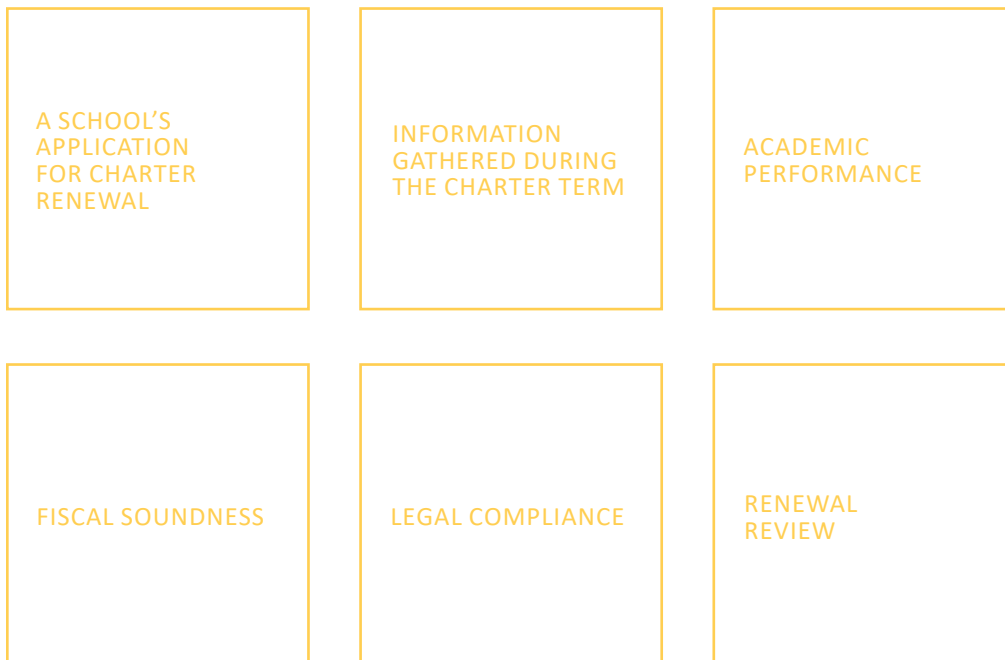 A SCHOOL’S
APPLICATION
FOR CHARTER
RENEWAL
INFORMATION
GATHERED DURING
THE CHARTER TERM
ACADEMIC
PERFORMANCE
FISCAL SOUNDNESS
LEGAL COMPLIANCE
RENEWAL
REVIEW